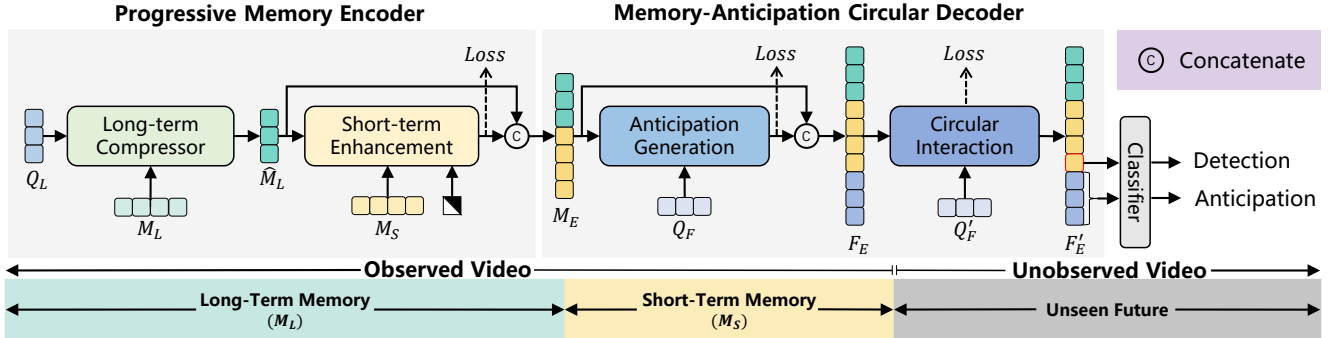 Progressive Memory Encoder
Memory-Anticipation Circular Decoder
Loss
Loss
Loss
C Concatenate
Long-term
Compressor
Short-term
Enhancement
C
Anticipation
Generation
C
Circular
Interaction
Classifier
Detection
Anticipation
Q_L
\widehat{M}_L
M_L
M_S
M_E
Q_F
F_E
Q'_F
F'_E
Observed Video
Unobserved Video
Long-Term Memory
(M_L)
Short-Term Memory
(M_S)
Unseen Future